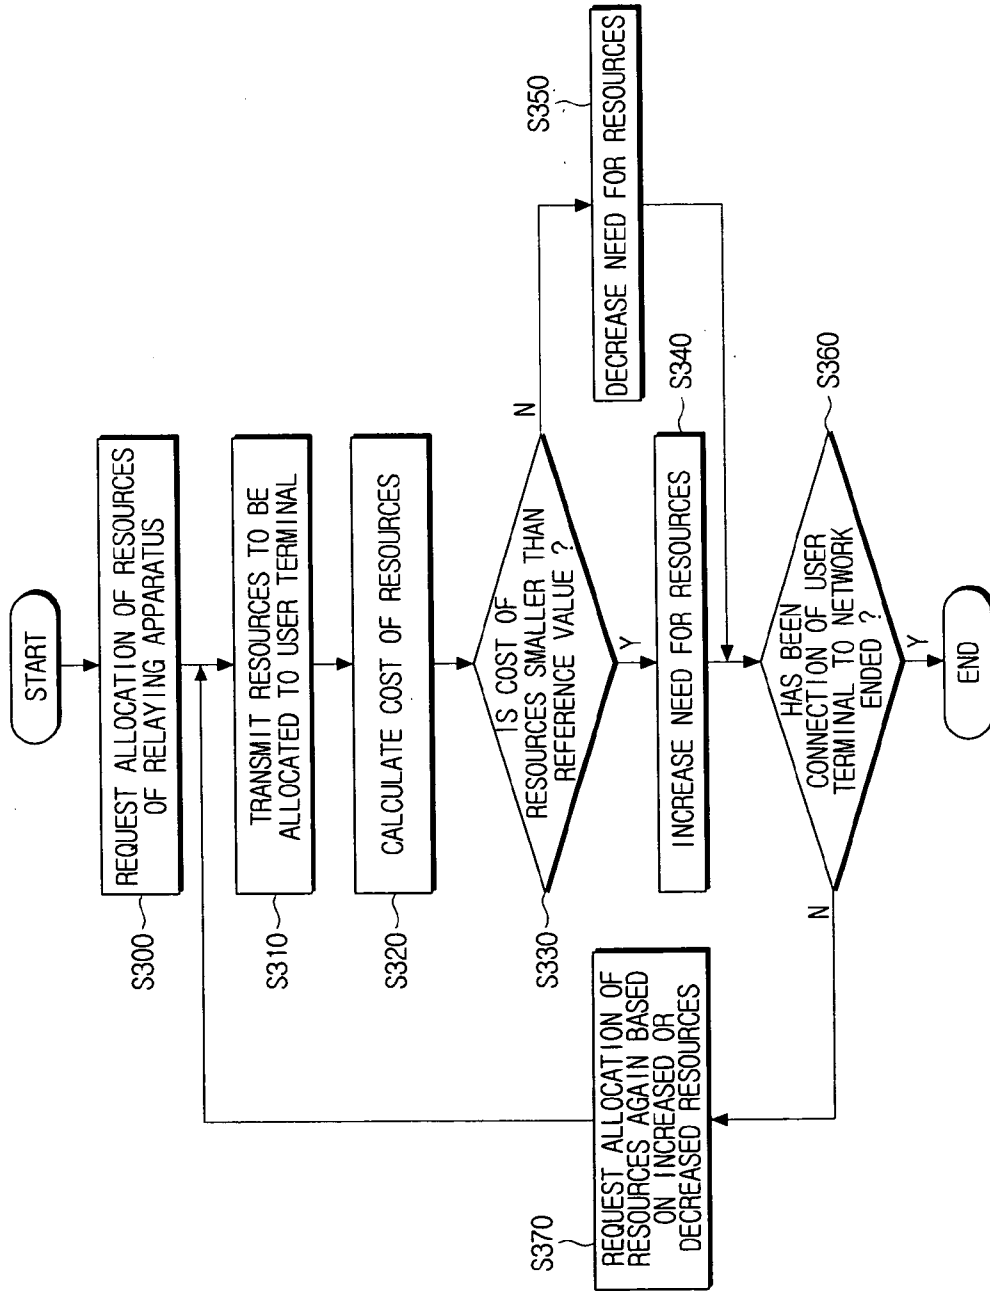 START
REQUEST ALLOCATION OF RESOURCES
OF RELAYING APPARATUS
S300
TRANSMIT RESOURCES TO BE
ALLOCATED TO USER TERMINAL
S310
CALCULATE COST OF RESOURCES
S320
IS COST OF
RESOURCES SMALLER THAN
REFERENCE VALUE ?
S330
N
Y
DECREASE NEED FOR RESOURCES
S350
INCREASE NEED FOR RESOURCES
S340
HAS BEEN
CONNECTION OF USER
TERMINAL TO NETWORK
ENDED ?
S360
N
Y
REQUEST ALLOCATION OF
RESOURCES AGAIN BASED
ON INCREASED OR
DECREASED RESOURCES
S370
END